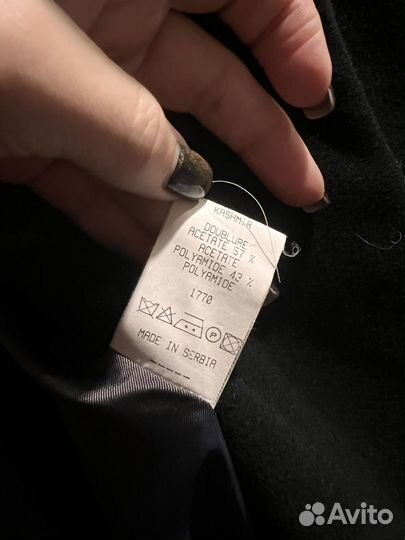 KASHMIR
DOUBLURE
ACETATE 57 %
ACETATE
POLYAMIDE 43 %
POLYAMIDE
1770
P
MADE IN SERBIA
-----
Avito